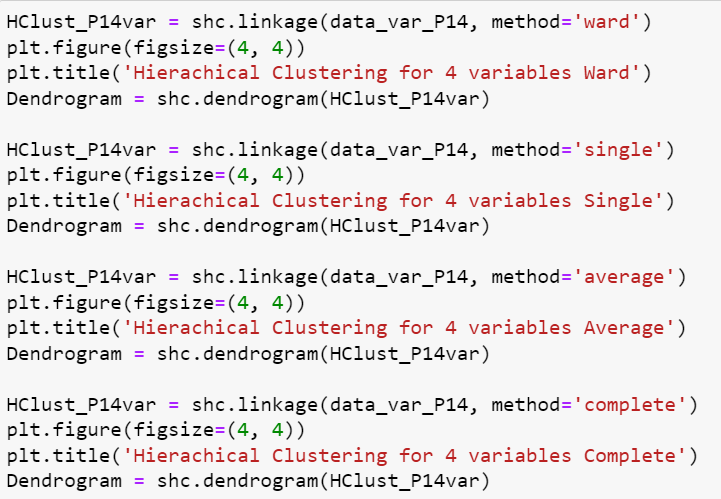 HClust_P14var = shc.linkage(data_var_P14, method='ward')
plt.figure(figsize=(4, 4))
plt.title('Hierachical Clustering for 4 variables Ward')
Dendrogram = shc.dendrogram(HClust_P14var)

HClust_P14var = shc.linkage(data_var_P14, method='single')
plt.figure(figsize=(4, 4))
plt.title('Hierachical Clustering for 4 variables Single')
Dendrogram = shc.dendrogram(HClust_P14var)

HClust_P14var = shc.linkage(data_var_P14, method='average')
plt.figure(figsize=(4, 4))
plt.title('Hierachical Clustering for 4 variables Average')
Dendrogram = shc.dendrogram(HClust_P14var)

HClust_P14var = shc.linkage(data_var_P14, method='complete')
plt.figure(figsize=(4, 4))
plt.title('Hierachical Clustering for 4 variables Complete')
Dendrogram = shc.dendrogram(HClust_P14var)